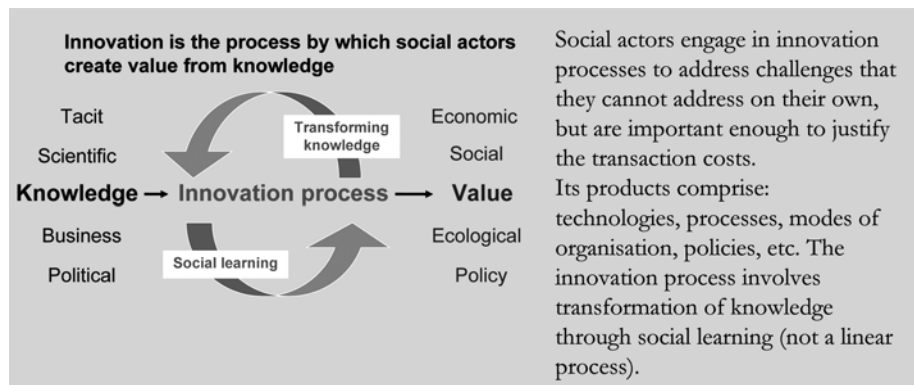 Innovation is the process by which social actors
create value from knowledge
Tacit
Scientific
Knowledge
Business
Political
Transforming
knowledge
Innovation process
Social learning
Economic
Social
Value
Ecological
Policy
Social actors engage in innovation
processes to address challenges that
they cannot address on their own,
but are important enough to justify
the transaction costs.
Its products comprise:
technologies, processes, modes of
organisation, policies, etc. The
innovation process involves
transformation of knowledge
through social learning (not a linear
process).